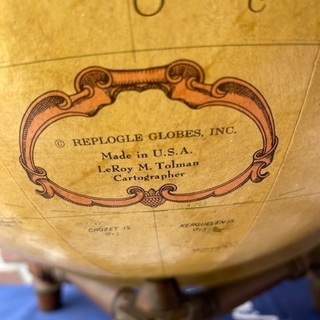 O C
© REPLOGLE GLOBES, INC.
Made in U.S.A.
LeRoy M. Tolman
Cartographer
CROZET IS
KERGUELEN IS